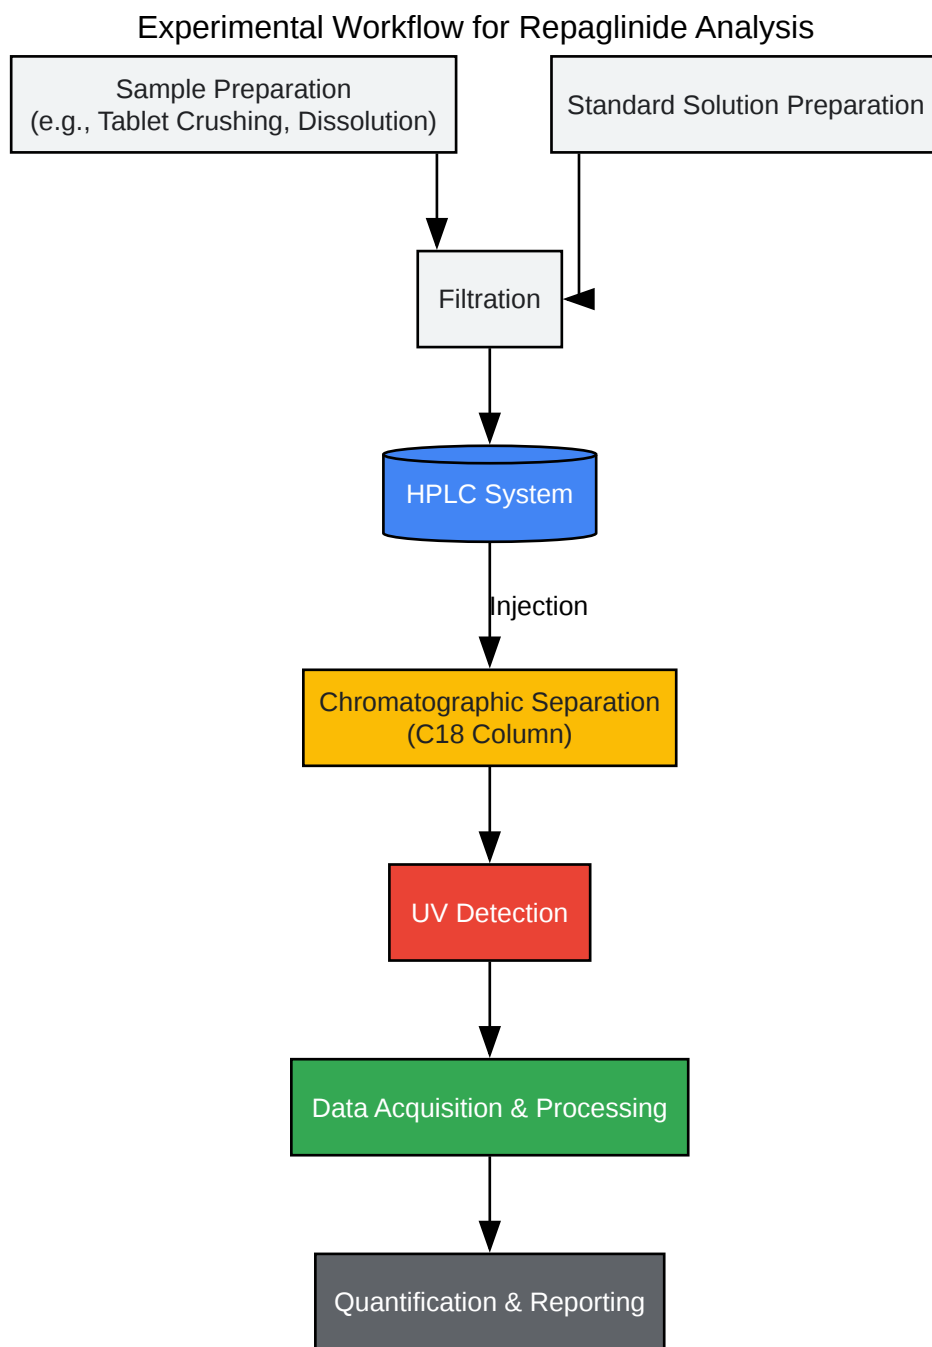 Experimental Workflow for Repaglinide Analysis
Sample Preparation
(e.g., Tablet Crushing, Dissolution)
Standard Solution Preparation
Filtration
HPLC System
Injection
Chromatographic Separation
(C18 Column)
UV Detection
Data Acquisition & Processing
Quantification & Reporting